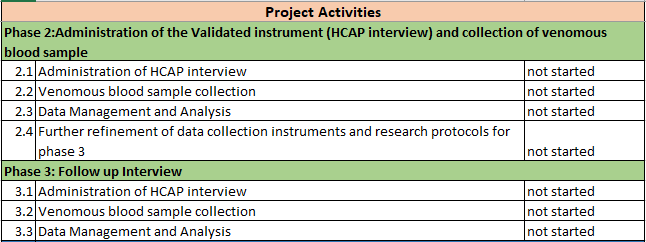 Project Activities
Phase 2:Administration of the Validated instrument (HCAP interview) and collection of venomous
blood sample
2.1 Administration of HCAP interview not started
2.2 Venomous blood sample collection not started
2.3 Data Management and Analysis not started
2.4 Further refinement of data collection instruments and research protocols for
phase 3 not started
Phase 3: Follow up Interview
3.1 Administration of HCAP interview not started
3.2 Venomous blood sample collection not started
3.3 Data Management and Analysis not started